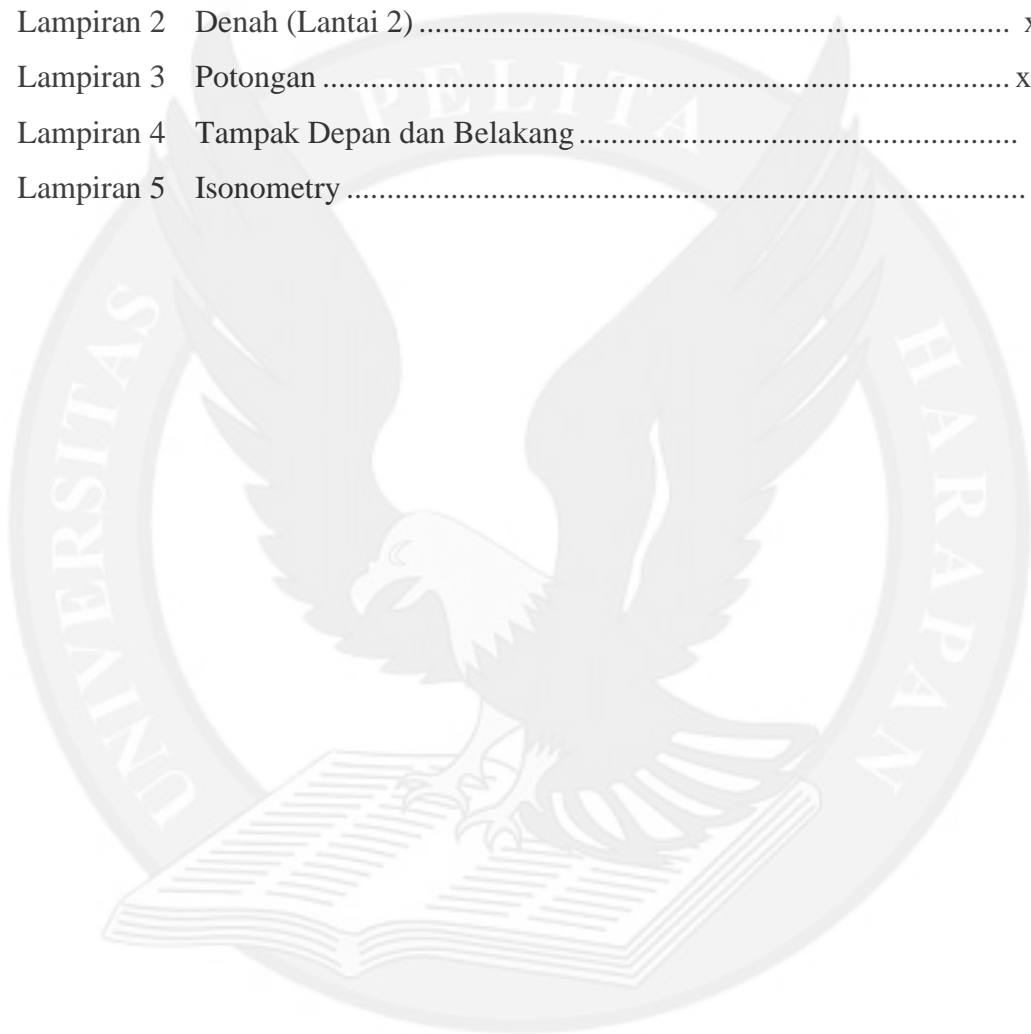 Lampiran 2 Denah (Lantai 2) ........................................................................ x
Lampiran 3 Potongan .................................................................................... x
Lampiran 4 Tampak Depan dan Belakang .....................................................
Lampiran 5 Isonometry ...................................................................................
UNIVERSITAS PELITA HARAPAN